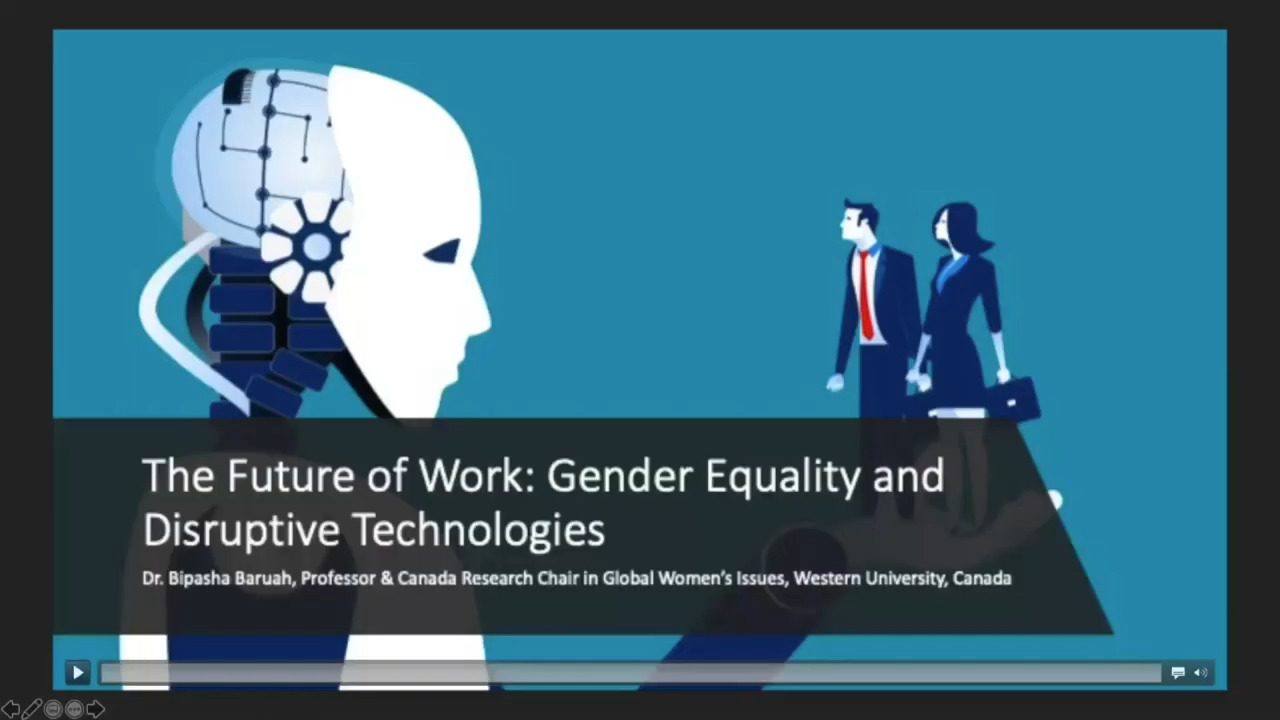 The Future of Work: Gender Equality and
Disruptive Technologies
Dr. Bipasha Baruah, Professor & Canada Research Chair in Global Women's Issues, Western University, Canada